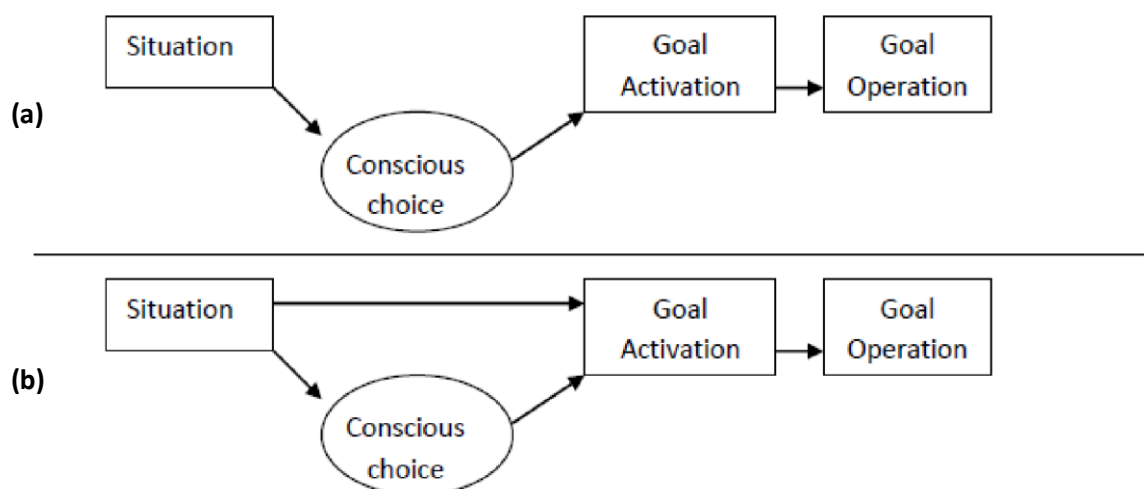 Situation
Goal
Activation
Goal
Operation
(a)
Conscious
choice
Situation
Goal
Activation
Goal
Operation
(b)
Conscious
choice